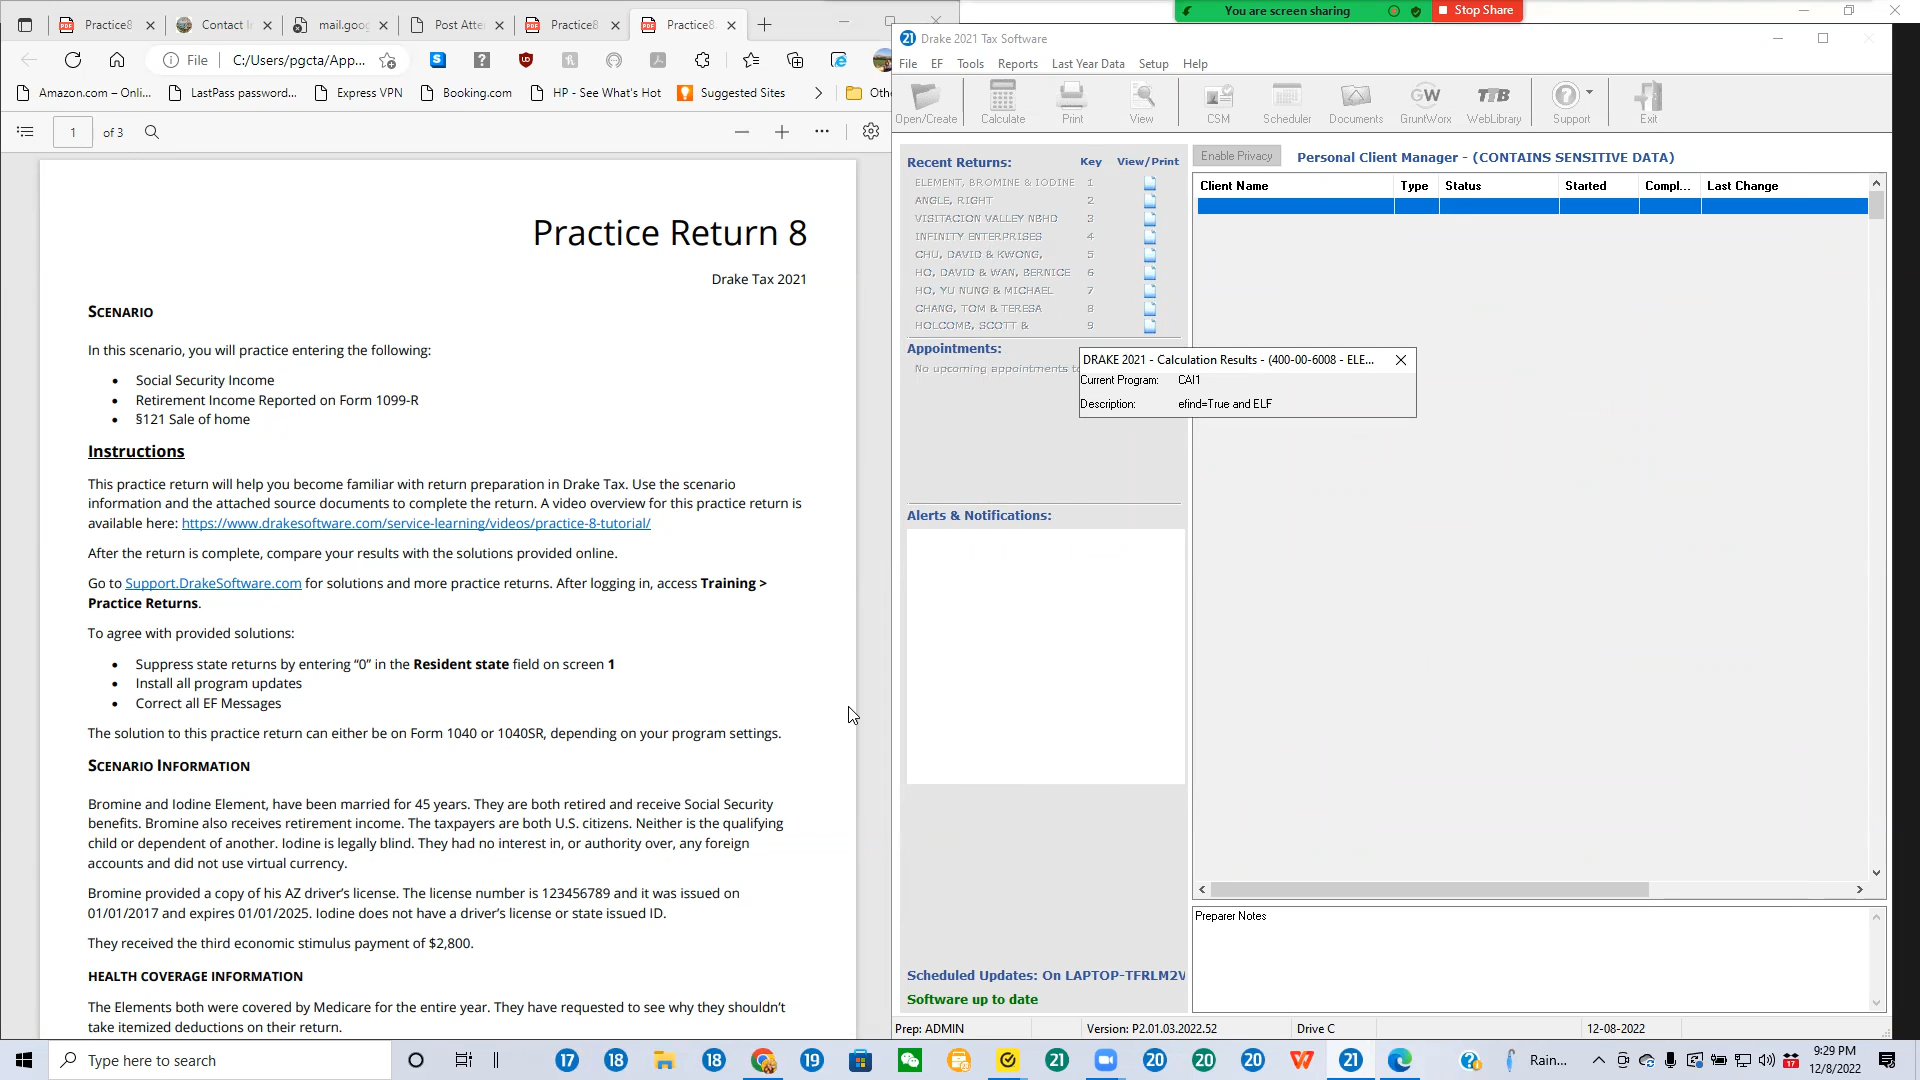 Practice8
Contact I
mail.goog
Post Atte
Practice8
Practice8.
File
C:/Users/pgcta/App...
Amazon.com – Onli...
LastPass password...
Express VPN
Booking.com
HP - See What's Hot
Suggested Sites
Oth
1 of 3
Practice Return 8
Drake Tax 2021
SCENARIO
In this scenario, you will practice entering the following:
• Social Security Income
• Retirement Income Reported on Form 1099-R
• §121 Sale of home
Instructions
This practice return will help you become familiar with return preparation in Drake Tax. Use the scenario
information and the attached source documents to complete the return. A video overview for this practice return is
available here: https://www.drakesoftware.com/service-learning/videos/practice-8-tutorial/
After the return is complete, compare your results with the solutions provided online.
Go to Support.DrakeSoftware.com for solutions and more practice returns. After logging in, access Training >
Practice Returns.
To agree with provided solutions:
• Suppress state returns by entering “0” in the Resident state field on screen 1
• Install all program updates
• Correct all EF Messages
The solution to this practice return can either be on Form 1040 or 1040SR, depending on your program settings.
SCENARIO INFORMATION
Bromine and Iodine Element, have been married for 45 years. They are both retired and receive Social Security
benefits. Bromine also receives retirement income. The taxpayers are both U.S. citizens. Neither is the qualifying
child or dependent of another. Iodine is legally blind. They had no interest in, or authority over, any foreign
accounts and did not use virtual currency.
Bromine provided a copy of his AZ driver’s license. The license number is 123456789 and it was issued on
01/01/2017 and expires 01/01/2025. Iodine does not have a driver’s license or state issued ID.
They received the third economic stimulus payment of $2,800.
HEALTH COVERAGE INFORMATION
The Elements both were covered by Medicare for the entire year. They have requested to see why they shouldn’t
take itemized deductions on their return.
You are screen sharing
Stop Share
21 Drake 2021 Tax Software
File EF Tools Reports Last Year Data Setup Help
Open/Create Calculate Print View CSM Scheduler Documents GruntWorx WebLibrary Support Exit
GW
TTB
Recent Returns: Key View/Print
ELEMENT, BROMINE & IODINE 1
ANGLE, RIGHT 2
VISITACION VALLEY NBHD 3
INFINITY ENTERPRISES 4
CHU, DAVID & KWONG, 5
HO, DAVID & WAN, BERNICE 6
HO, YU NUNG & MICHAEL 7
CHANG, TOM & TERESA 8
HOLCOMB, SCOTT & 9
Appointments:
No upcoming appointments to
Alerts & Notifications:
Scheduled Updates: On LAPTOP-TFRLM2V
Software up to date
Enable Privacy
Personal Client Manager - (CONTAINS SENSITIVE DATA)
Client Name Type Status Started Compl... Last Change
DRAKE 2021 - Calculation Results - (400-00-6008 - ELE...
Current Program: CAI1
Description: efind=True and ELF
Preparer Notes
Prep: ADMIN
Version: P2.01.03.2022.52
Drive C
12-08-2022
Type here to search
17 18 18 19 21 20 20 20 21
Rain...
17
9:29 PM
12/8/2022